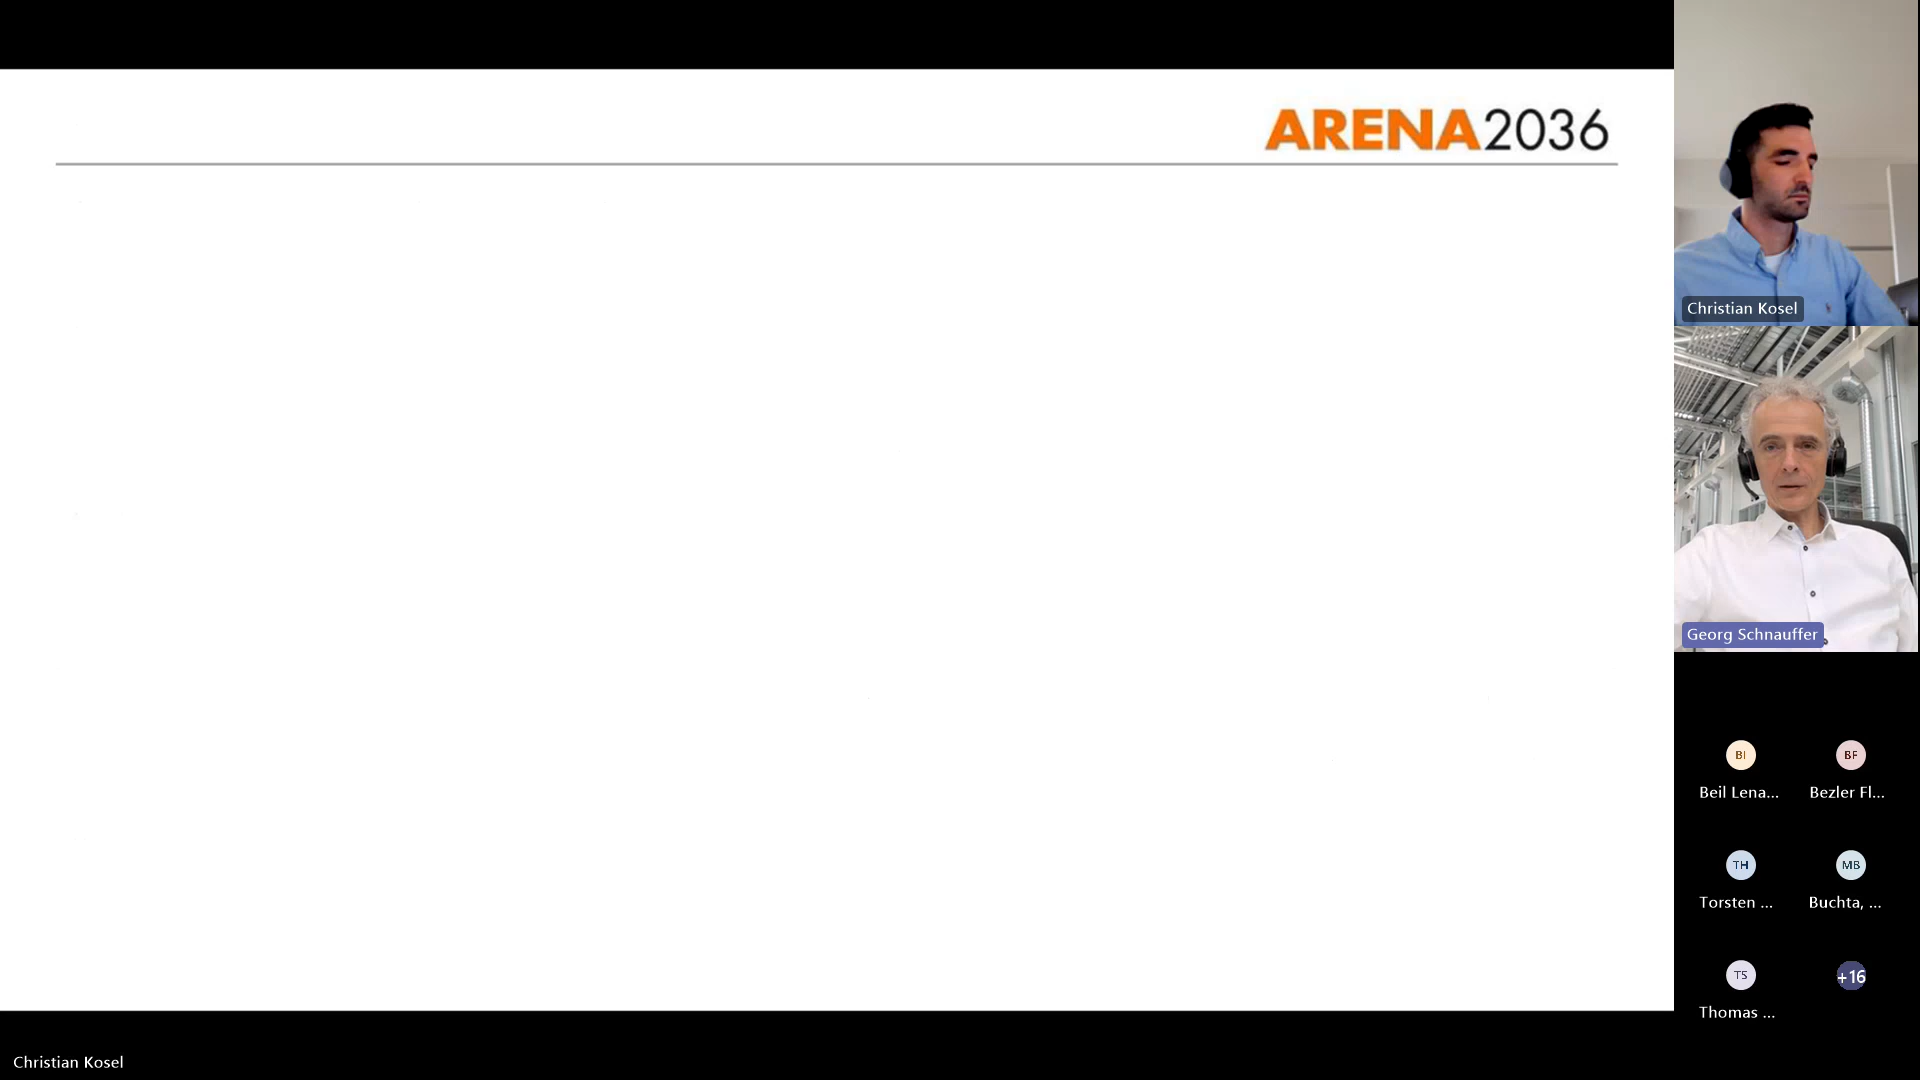 ARENA2036
Christian Kosel
Georg Schnauffer
BI
BF
Beil Lena...
Bezler Fl...
TH
MB
Torsten ...
Buchta, ...
TS
+16
Thomas ...
Christian Kosel